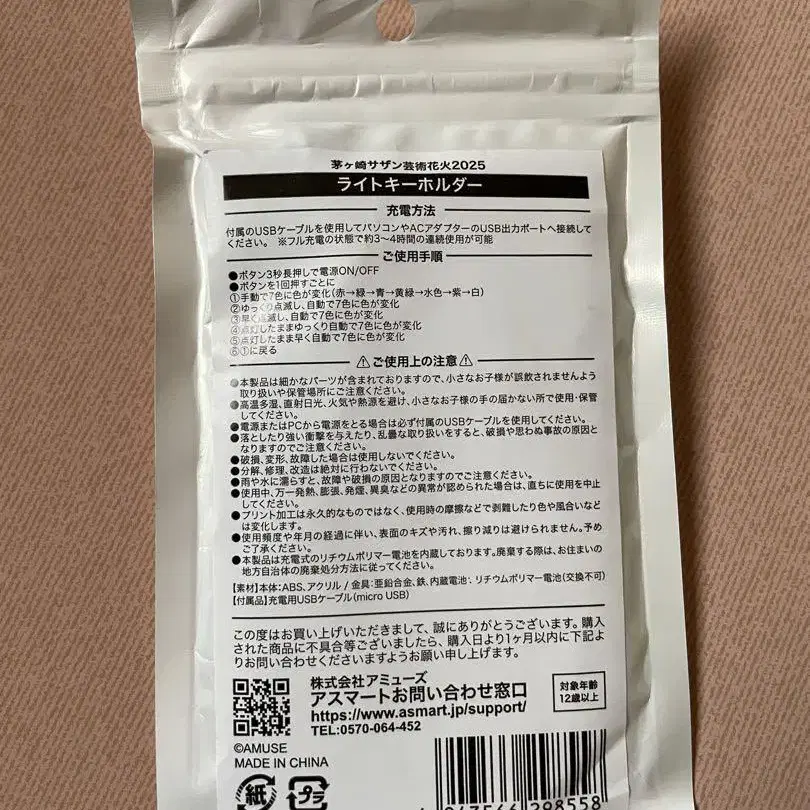 茅ヶ崎サザン芸術花火2025
ライトキーホルダー
充電方法
付属のUSBケーブルを使用してパソコンやACアダプターのUSB出力ポートへ接続して
ください。 ※フル充電の状態で約3〜4時間の連続使用が可能
ご使用手順
●ボタン3秒長押しで電源ON/OFF
●ボタンを1回押すごとに
①手動で7色に色が変化(赤→緑→青→黄緑→水色→紫→白)
②ゆっくり点滅し、自動で7色に色が変化
③早く点滅し、自動で7色に色が変化
④点灯したままゆっくり自動で7色に色が変化
⑤点灯したまま早く自動で7色に色が変化
⑥①に戻る
⚠ご使用上の注意⚠
●本製品は細かなパーツが含まれておりますので、小さなお子様が誤飲されませんよう
取り扱いや保管場所にご注意ください。
●高温多湿、直射日光、火気や熱源を避け、小さなお子様の手の届かない所で使用・保管
してください。
●電源またはPCから電源をとる場合は必ず付属のUSBケーブルを使用してください。
●落としたり強い衝撃を与えたり、乱曇な取り扱いをすると、破損や思わぬ事故の原因と
なりますのでご注意ください。
●破損、変形、故障した場合は使用しないでください。
●分解、修理、改造は絶対に行わないでください。
●雨や水に濡らすと、故障や破損の原因となりますのでご注意ください。
●使用中、万一発熱、膨張、発煙、異臭などの異常が認められた場合は、直ちに使用を中止
してください。
●プリント加工は永久的なものではなく、使用時の摩擦などで剥離したり色や風合いなど
は変化します。
●使用頻度や年月の経過に伴い、表面のキズや汚れ、擦り減りは避けられません。予め
ご了承ください。
●本製品は充電式のリチウムポリマー電池を内蔵しております。廃棄する際は、お住まいの
地方自治体の廃棄処分方法に従ってください。
【素材】本体:ABS、アクリル / 金具:亜鉛合金、鉄、内蔵電池:リチウムポリマー電池(交換不可)
【付属品】充電用USBケーブル(micro USB)
この度はお買い上げいただきまして、誠にありがとうございます。購入
された商品に不具合等ございましたら、購入日より1ヶ月以内に下記よ
りお問い合わせくださいますようお願い申し上げます。
株式会社アミューズ
アスマートお問い合わせ窓口
https://www.asmart.jp/support/
TEL:0570-064-452
対象年齢
12歳以上
©AMUSE
MADE IN CHINA
紙
プラ